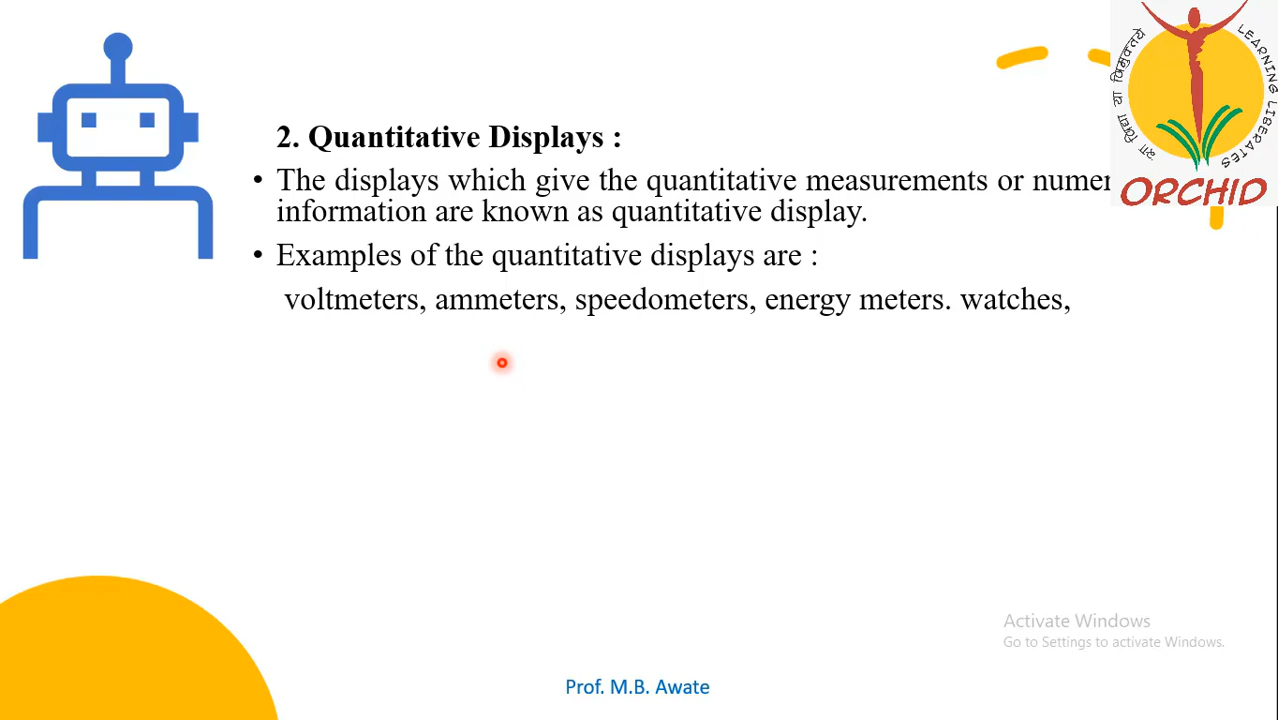 2. Quantitative Displays :
• The displays which give the quantitative measurements or numer
information are known as quantitative display.
• Examples of the quantitative displays are :
voltmeters, ammeters, speedometers, energy meters. watches,
सा विद्या या विमुक्तये
LEARNING LIBERATES
ORCHID
Activate Windows
Go to Settings to activate Windows.
Prof. M.B. Awate